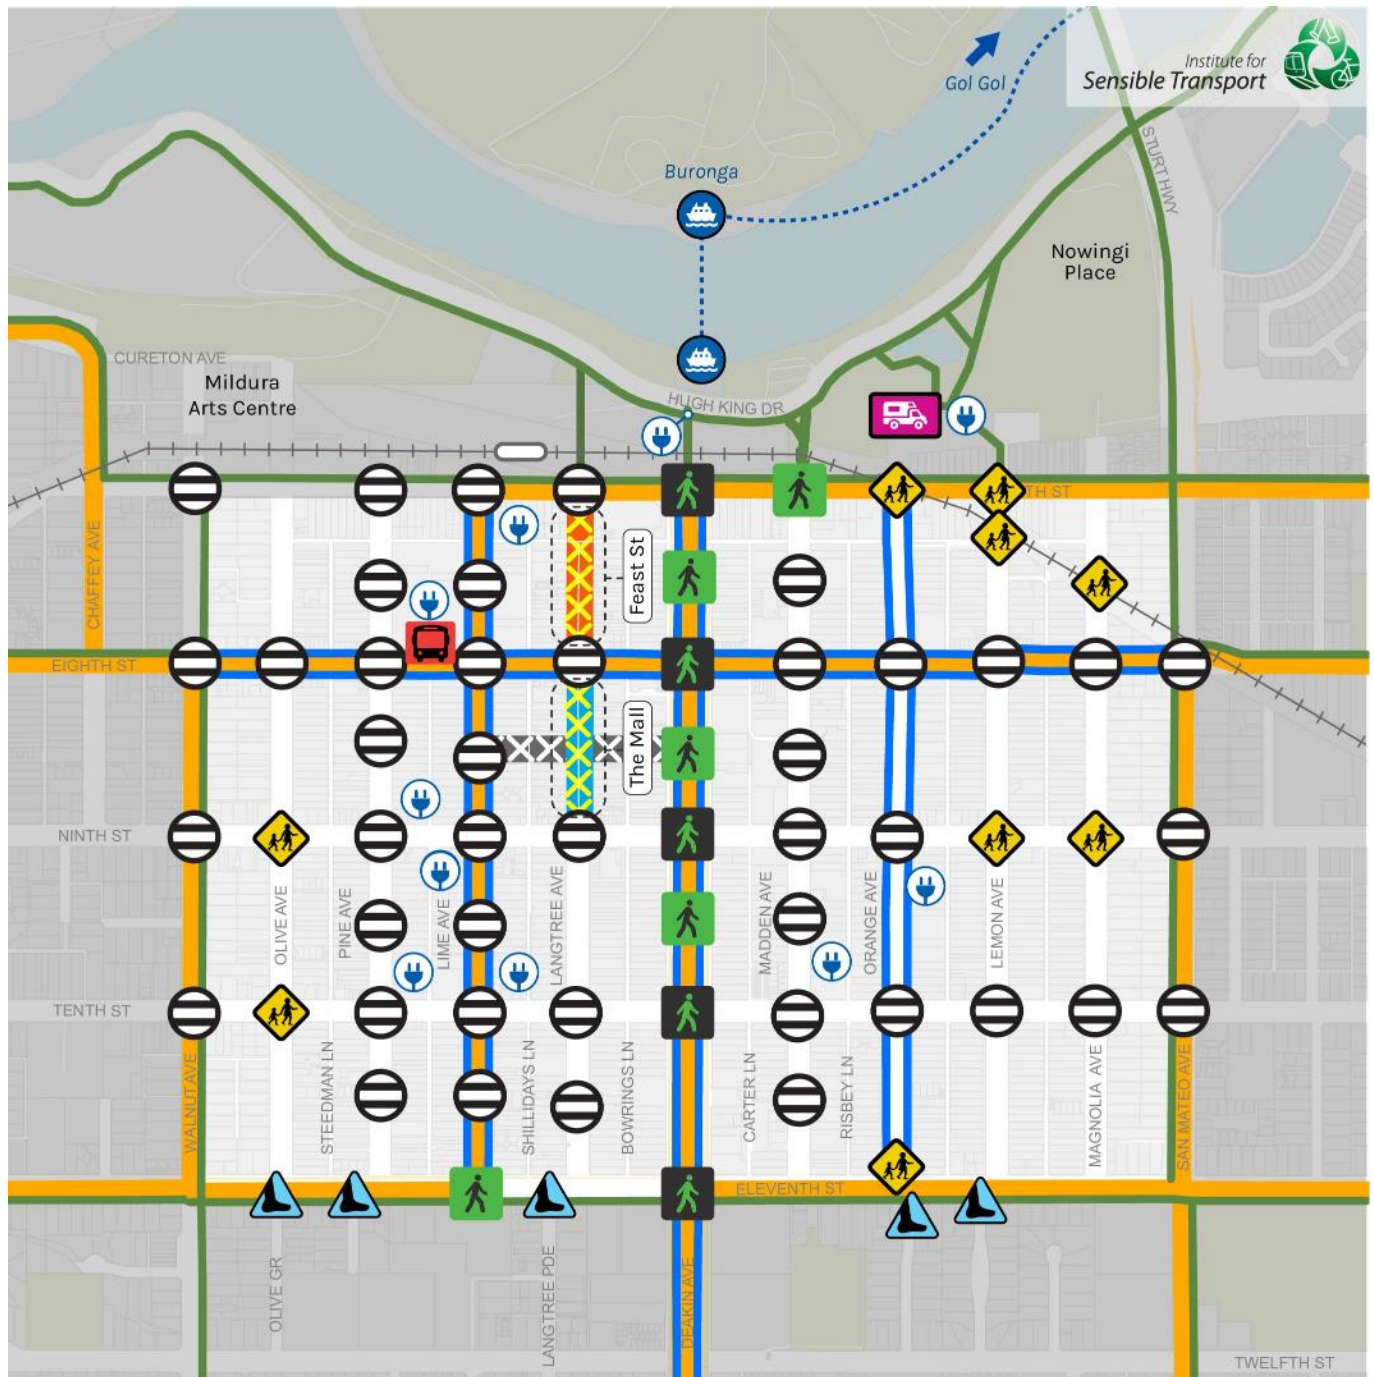 Institute for
Sensible Transport
Gol Gol
STURT HWY
Buronga
Nowingi
Place
CURETON AVE
Mildura
Arts Centre
HUGH KING DR
TH ST
CHAFFEY AVE
Feast St
EIGHTH ST
The Mall
NINTH ST
OLIVE AVE
PINE AVE
LIME AVE
LANGTREE AVE
MADDEN AVE
ORANGE AVE
LEMON AVE
TENTH ST
WALNUT AVE
STEEDMAN LN
SHILLIDAYS LN
BOWRINGS LN
CARTER LN
RISBEY LN
MAGNOLIA AVE
SAN MATEO AVE
ELEVENTH ST
OLIVE GR
LANGTREE PDE
DEAKIN AVE
TWELFTH ST